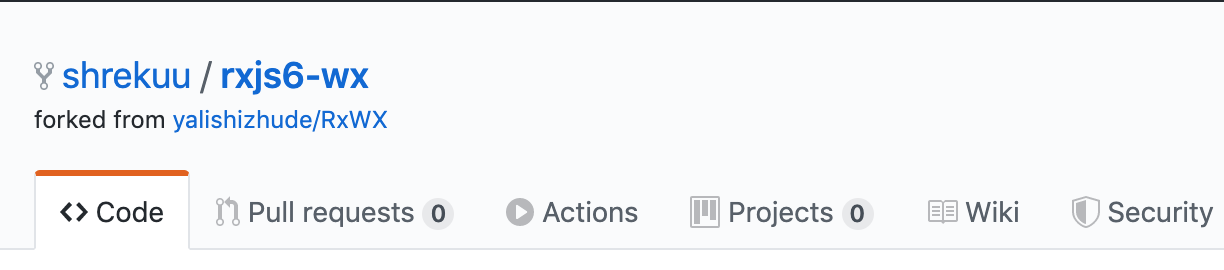 shrekuu / rxjs6-wx
forked from yalishizhude/RxWX
Code Pull requests 0 Actions Projects 0 Wiki Security